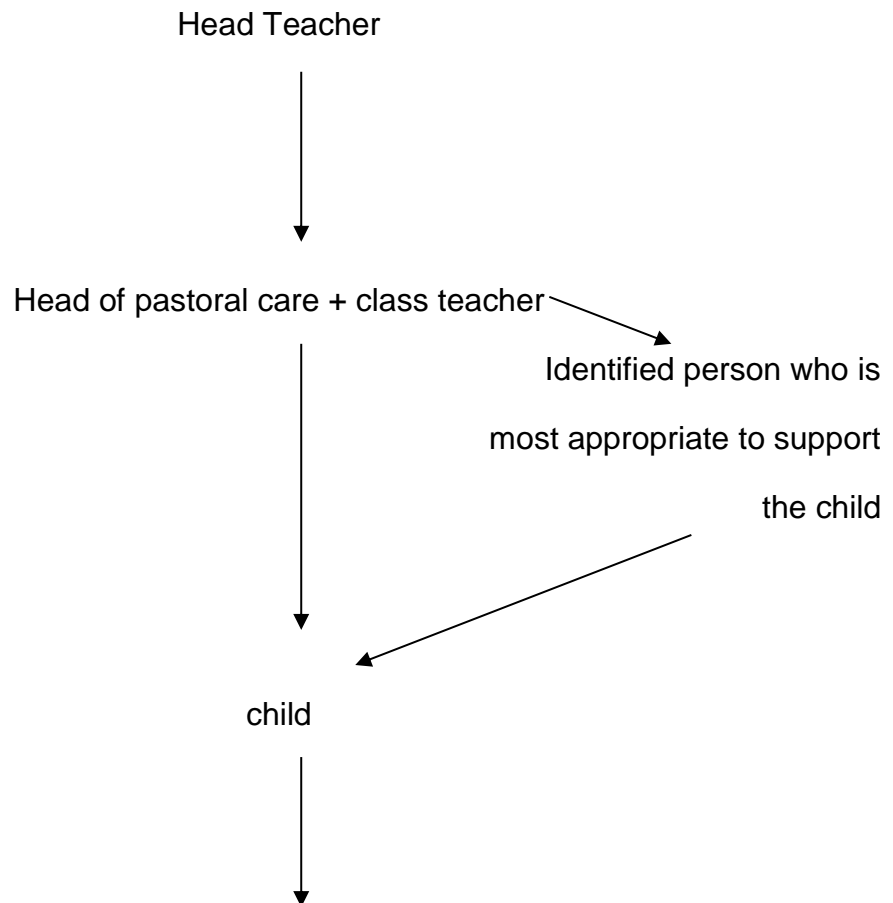 Head Teacher
Head of pastoral care + class teacher
Identified person who is
most appropriate to support
the child
child